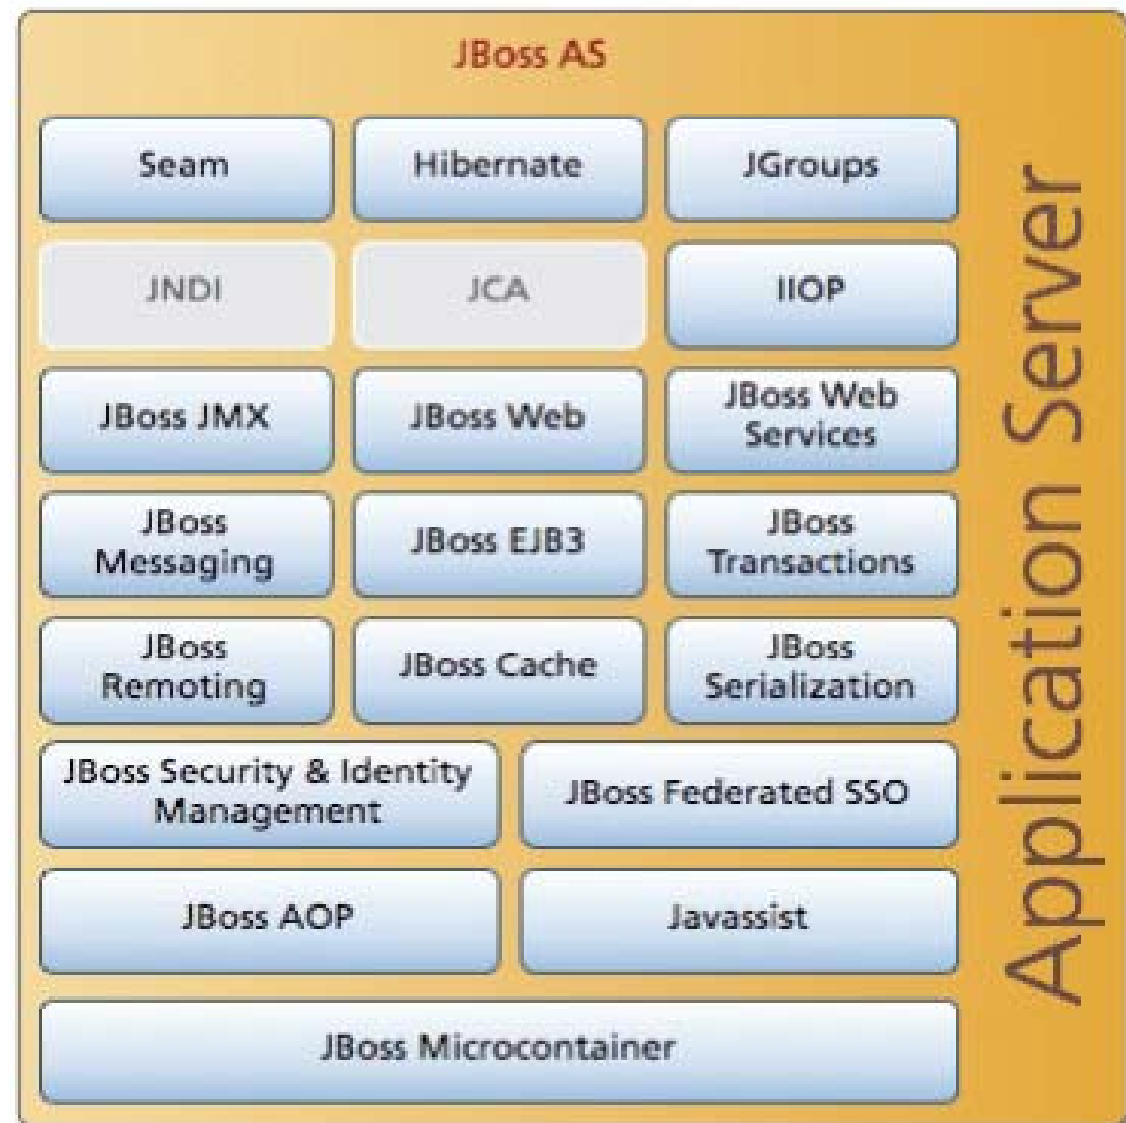 JBoss AS
Seam
Hibernate
JGroups
JNDI
JCA
IIOP
JBoss JMX
JBoss Web
JBoss Web
Services
JBoss
Messaging
JBoss EJB3
JBoss
Transactions
JBoss
Remoting
JBoss Cache
JBoss
Serialization
JBoss Security & Identity
Management
JBoss Federated SSO
JBoss AOP
Javassist
JBoss Microcontainer
Application Server